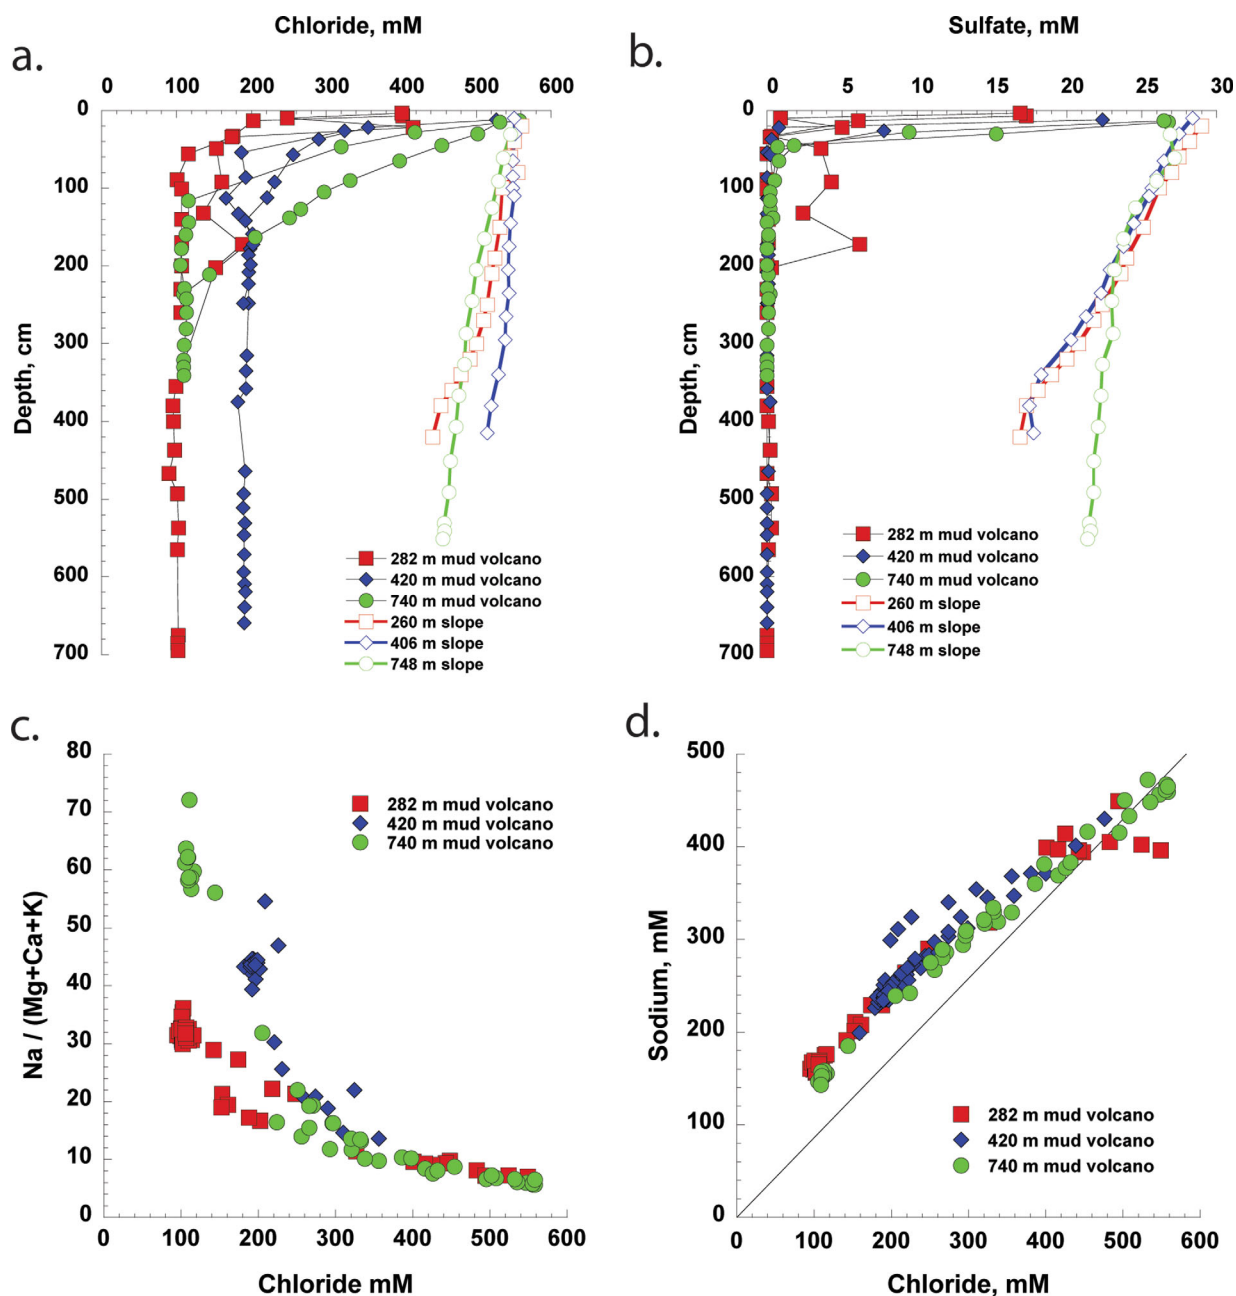 a.
Chloride, mM
0 100 200 300 400 500 600
Depth, cm
0
100
200
300
400
500
600
700
282 m mud volcano
420 m mud volcano
740 m mud volcano
260 m slope
406 m slope
748 m slope
b.
Sulfate, mM
0 5 10 15 20 25 30
Depth, cm
0
100
200
300
400
500
600
700
282 m mud volcano
420 m mud volcano
740 m mud volcano
260 m slope
406 m slope
748 m slope
c.
Na / (Mg+Ca+K)
80
70
60
50
40
30
20
10
0
282 m mud volcano
420 m mud volcano
740 m mud volcano
0 100 200 300 400 500 600
Chloride mM
d.
Sodium, mM
500
400
300
200
100
0
282 m mud volcano
420 m mud volcano
740 m mud volcano
0 100 200 300 400 500 600
Chloride, mM